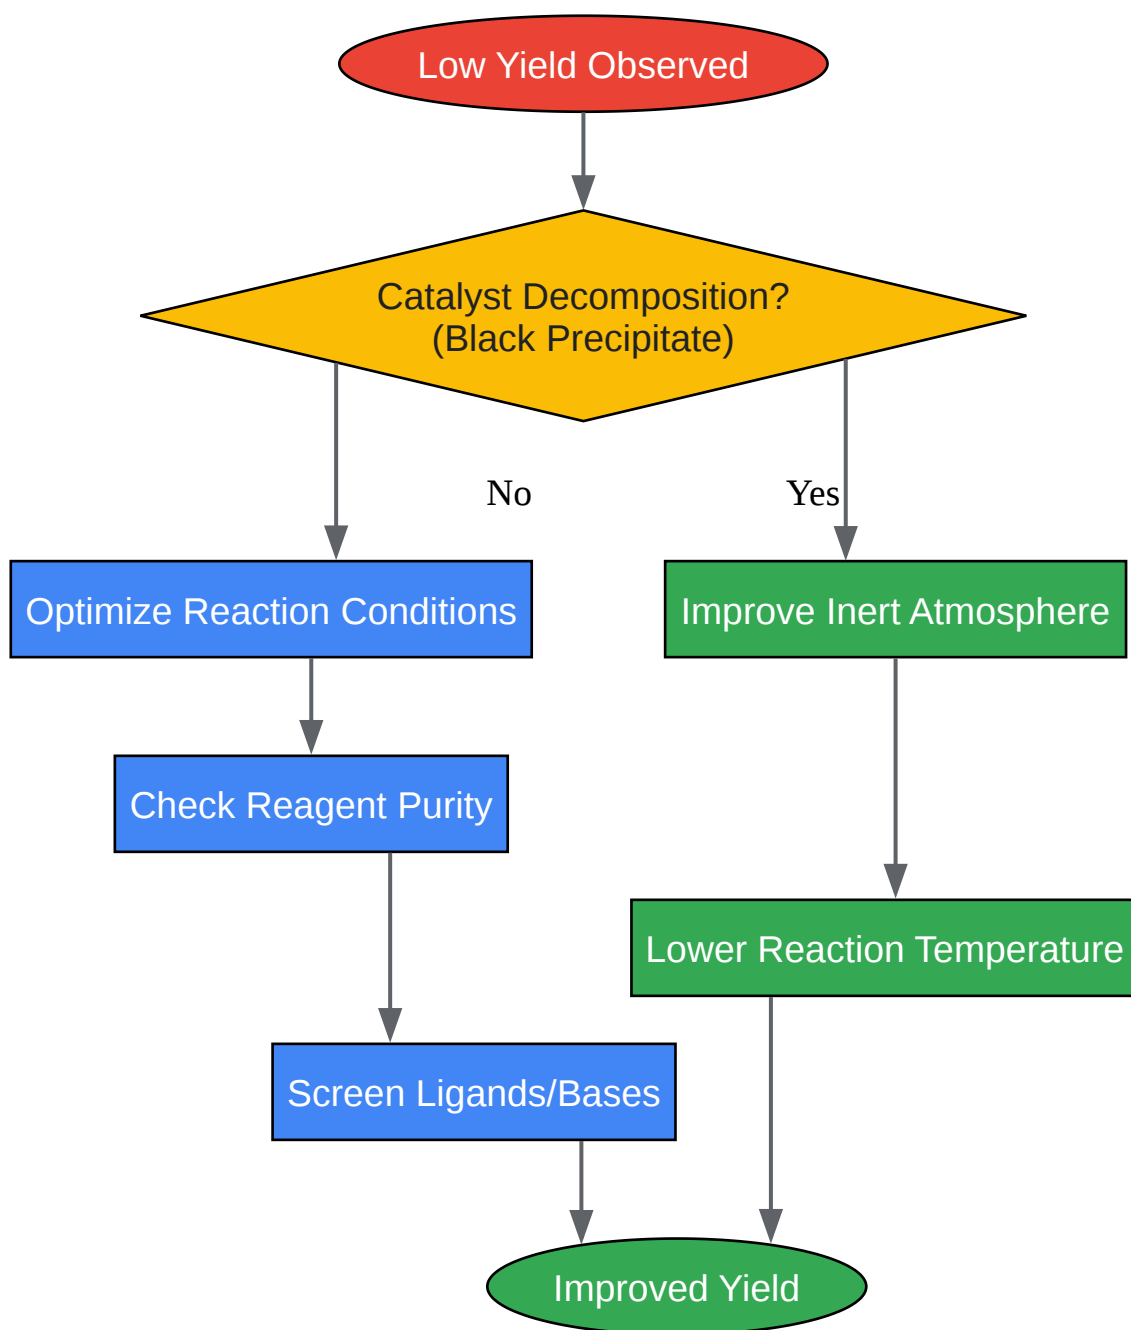 Low Yield Observed
Catalyst Decomposition?
(Black Precipitate)
No
Yes
Optimize Reaction Conditions
Improve Inert Atmosphere
Check Reagent Purity
Lower Reaction Temperature
Screen Ligands/Bases
Improved Yield